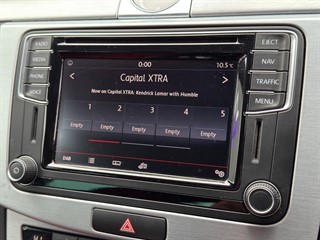 RADIO
MEDIA
PHONE
VOICE
0:00 10.5°C
Capital XTRA
Now on Capital XTRA: Kendrick Lamar with Humble
1 2 3 4 5
Empty Empty Empty Empty Empty
DAB
EJECT
NAV
TRAFFIC
MENU